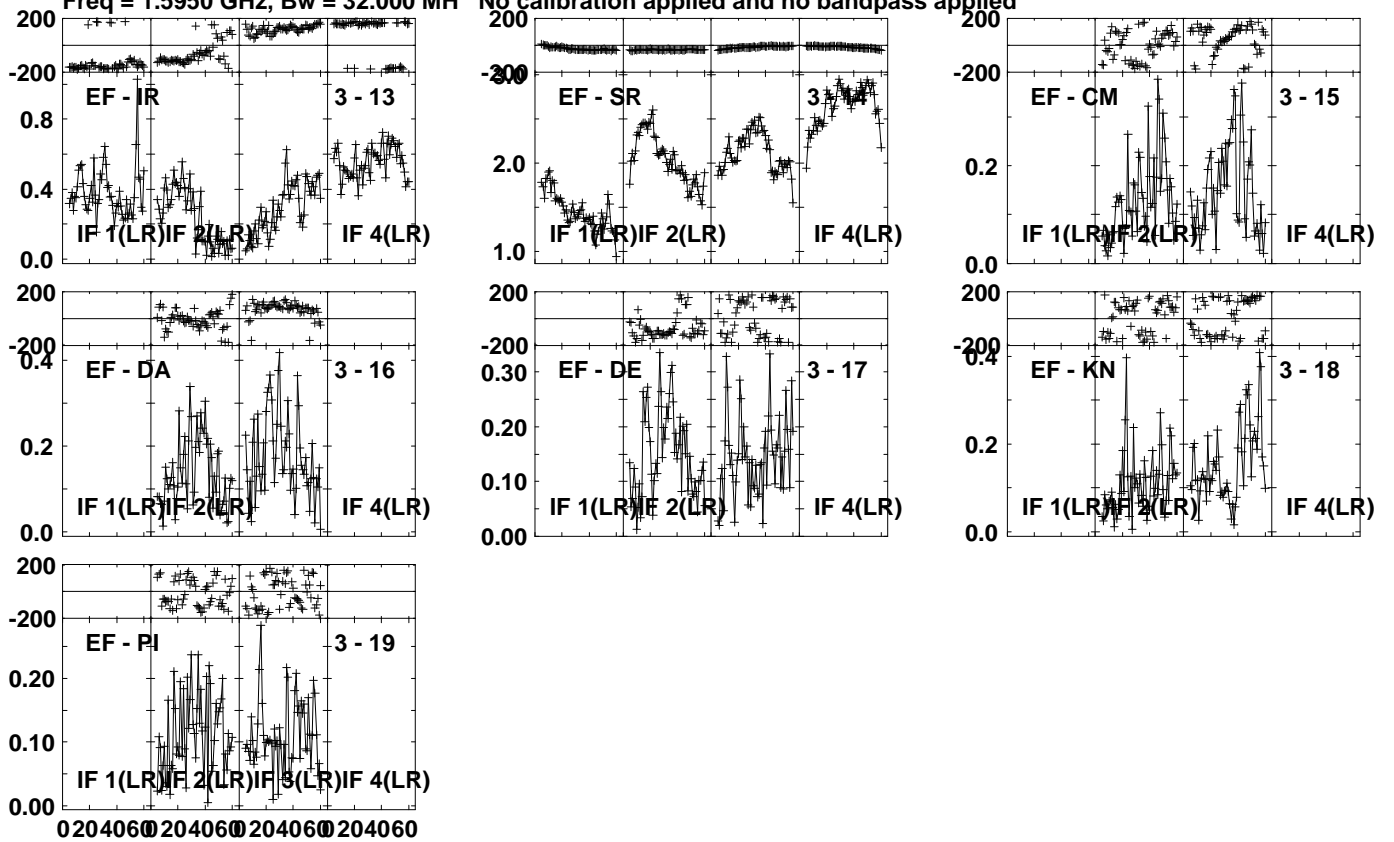 Freq = 1.5950 GHz, Bw = 32.000 MH No calibration applied and no bandpass applied
200
-200
EF - IR 3 - 13
0.8
0.4
0.0
IF 1(LR) IF 2(LR) IF 4(LR)
200
-200
3.0
EF - SR 3 - 14
2.0
1.0
IF 1(LR) IF 2(LR) IF 4(LR)
200
-200
EF - CM 3 - 15
0.2
0.0
IF 1(LR) IF 2(LR) IF 4(LR)
200
-200
0.4
EF - DA 3 - 16
0.2
0.0
IF 1(LR) IF 2(LR) IF 4(LR)
200
-200
0.30
EF - DE 3 - 17
0.20
0.10
0.00
IF 1(LR) IF 2(LR) IF 4(LR)
200
-200
0.4
EF - KN 3 - 18
0.2
0.0
IF 1(LR) IF 2(LR) IF 4(LR)
200
-200
EF - PI 3 - 19
0.20
0.10
0.00
IF 1(LR) IF 2(LR) IF 3(LR) IF 4(LR)
0 20 40 60 0 20 40 60 0 20 40 60 0 20 40 60